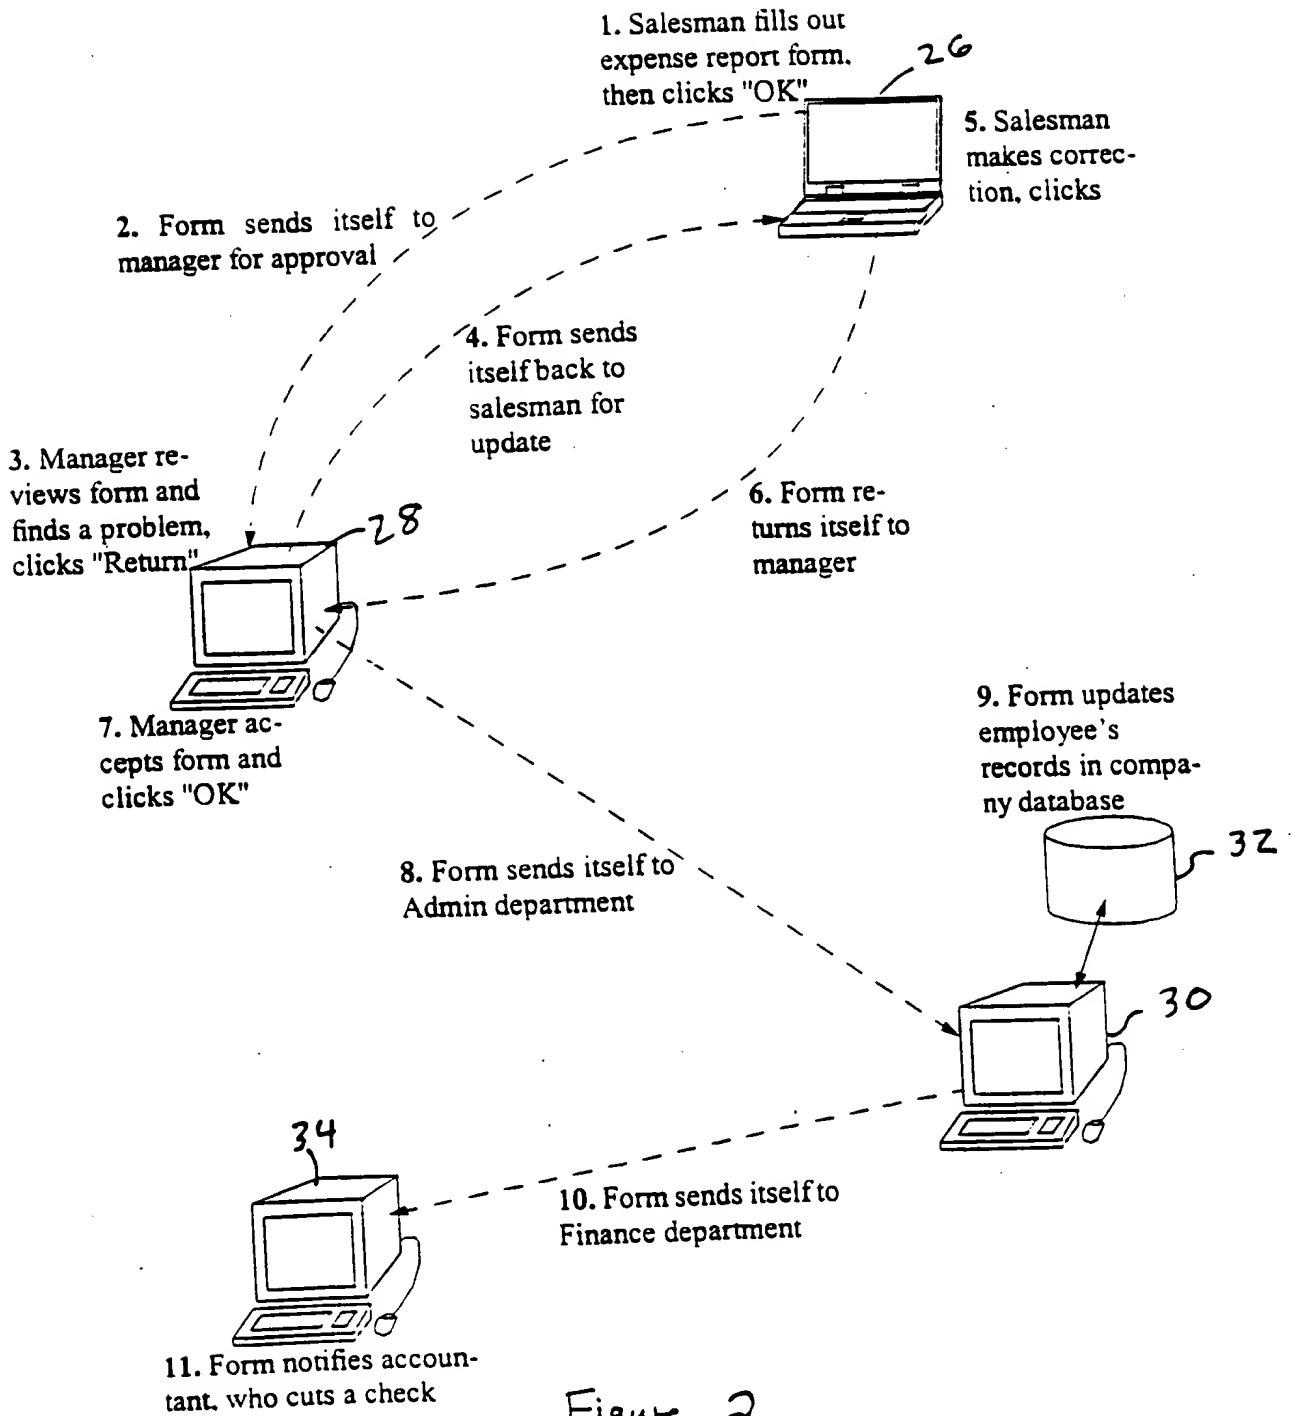 1. Salesman fills out
expense report form,
then clicks "OK"
26
5. Salesman
makes correc-
tion, clicks
2. Form sends itself to
manager for approval
4. Form sends
itself back to
salesman for
update
3. Manager re-
views form and
finds a problem,
clicks "Return"
28
6. Form re-
turns itself to
manager
7. Manager ac-
cepts form and
clicks "OK"
9. Form updates
employee's
records in compa-
ny database
32
8. Form sends itself to
Admin department
30
34
10. Form sends itself to
Finance department
11. Form notifies accoun-
tant, who cuts a check
Figure 2